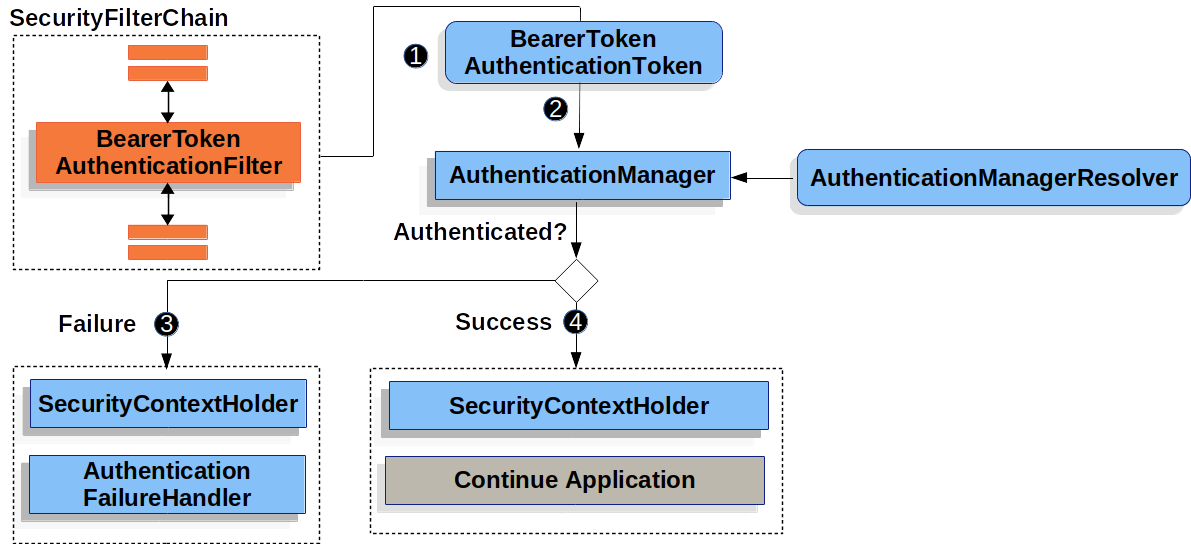 SecurityFilterChain
BearerToken
AuthenticationFilter
1
BearerToken
AuthenticationToken
2
AuthenticationManager
AuthenticationManagerResolver
Authenticated?
Failure
3
Success
4
SecurityContextHolder
Authentication
FailureHandler
SecurityContextHolder
Continue Application